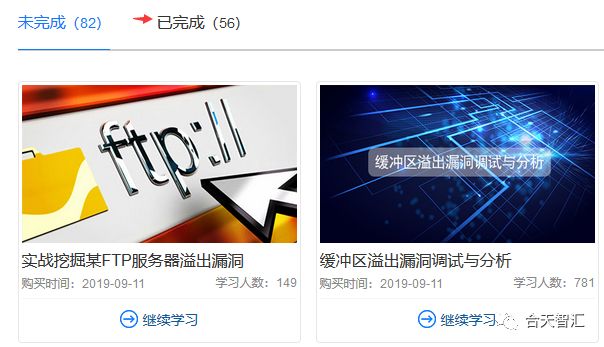 未完成（82）
已完成（56）
ftp://
缓冲区溢出漏洞调试与分析
实战挖掘某FTP服务器溢出漏洞
购买时间：2019-09-11
学习人数：149
继续学习
缓冲区溢出漏洞调试与分析
购买时间：2019-09-11
学习人数：781
继续学习
合天智汇